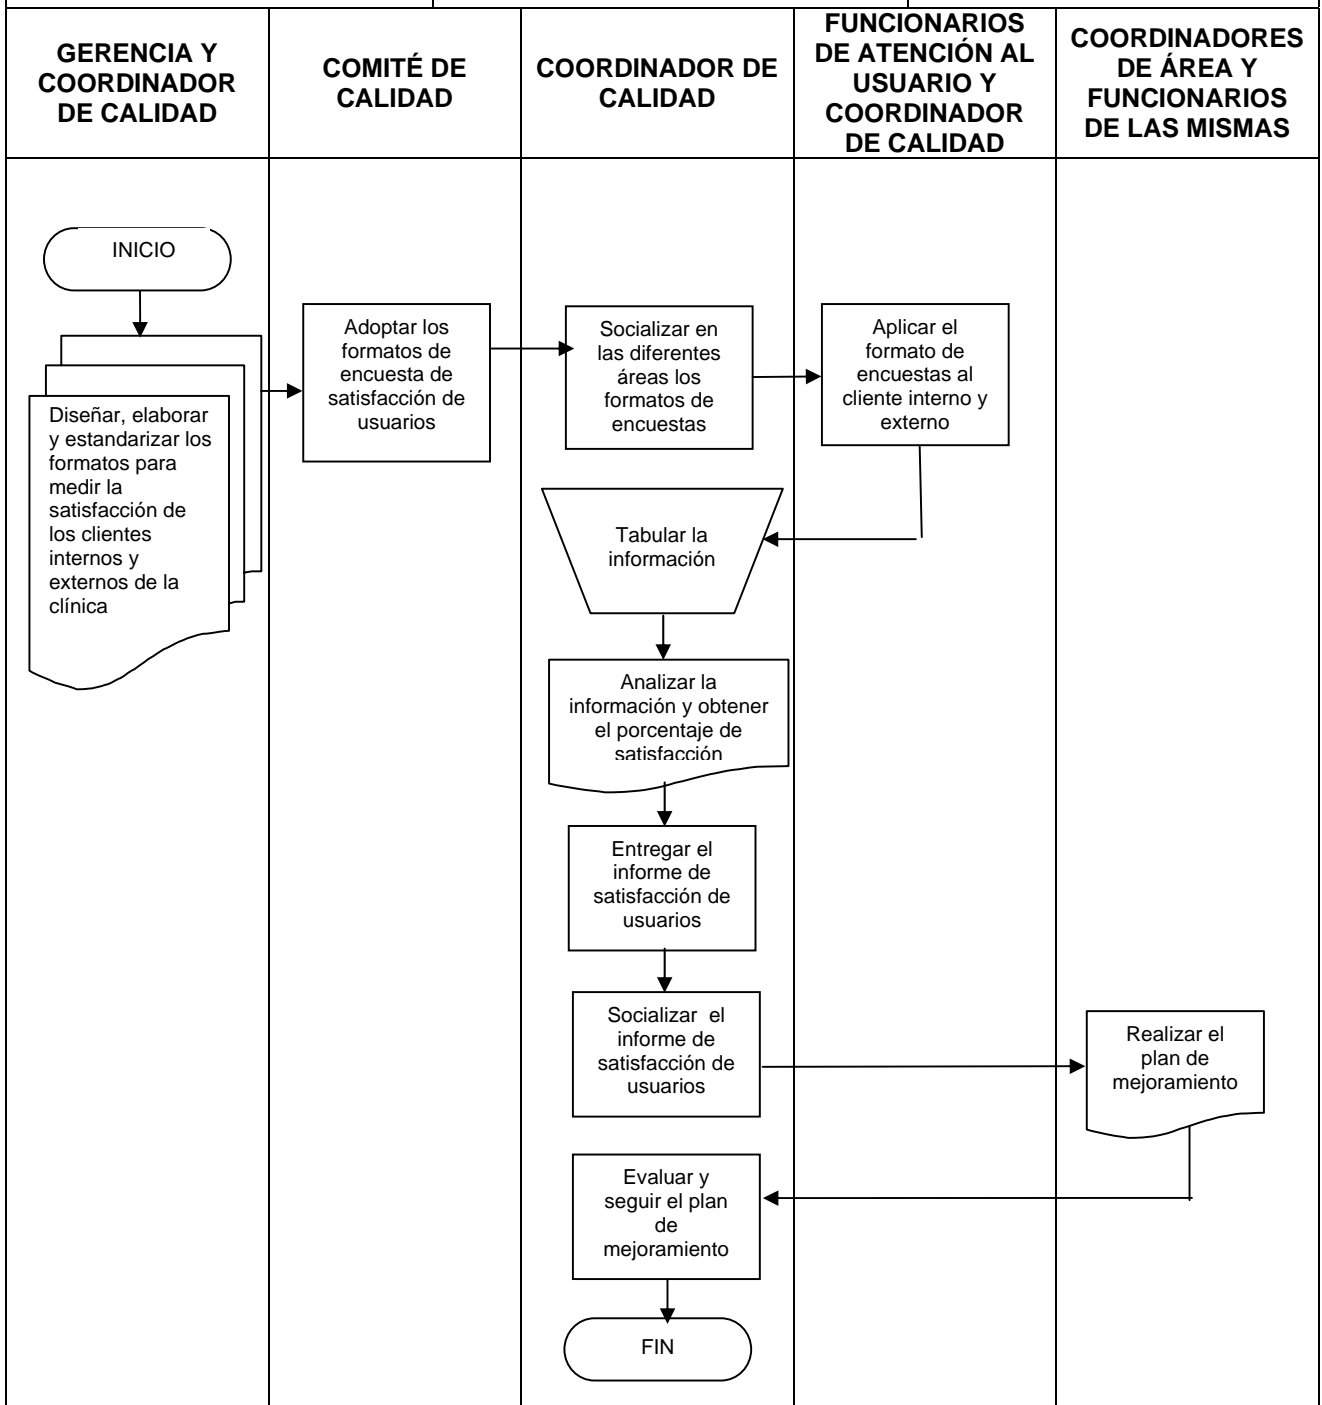 GERENCIA Y
COORDINADOR
DE CALIDAD
COMITÉ DE
CALIDAD
COORDINADOR DE
CALIDAD
FUNCIONARIOS
DE ATENCIÓN AL
USUARIO Y
COORDINADOR
DE CALIDAD
COORDINADORES
DE ÁREA Y
FUNCIONARIOS
DE LAS MISMAS
INICIO
Diseñar, elaborar
y estandarizar los
formatos para
medir la
satisfacción de
los clientes
internos y
externos de la
clínica
Adoptar los
formatos de
encuesta de
satisfacción de
usuarios
Socializar en
las diferentes
áreas los
formatos de
encuestas
Aplicar el
formato de
encuestas al
cliente interno y
externo
Tabular la
información
Analizar la
información y obtener
el porcentaje de
satisfacción
Entregar el
informe de
satisfacción de
usuarios
Socializar  el
informe de
satisfacción de
usuarios
Realizar el
plan de
mejoramiento
Evaluar y
seguir el plan
de
mejoramiento
FIN